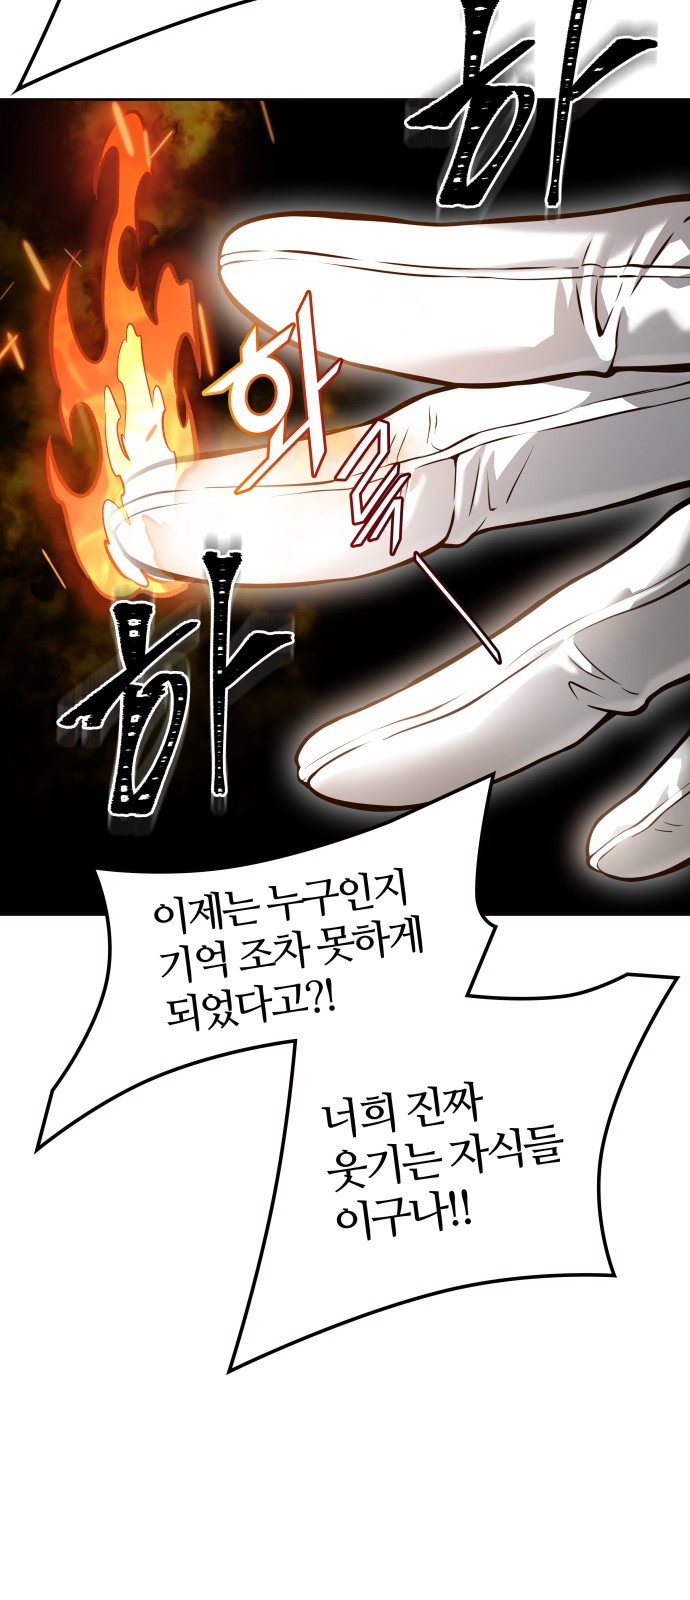 하
화륵
하
이제는 누구인지
기억 조차 못하게
되었다고?!
너희 진짜
웃기는 자식들
이구나!!